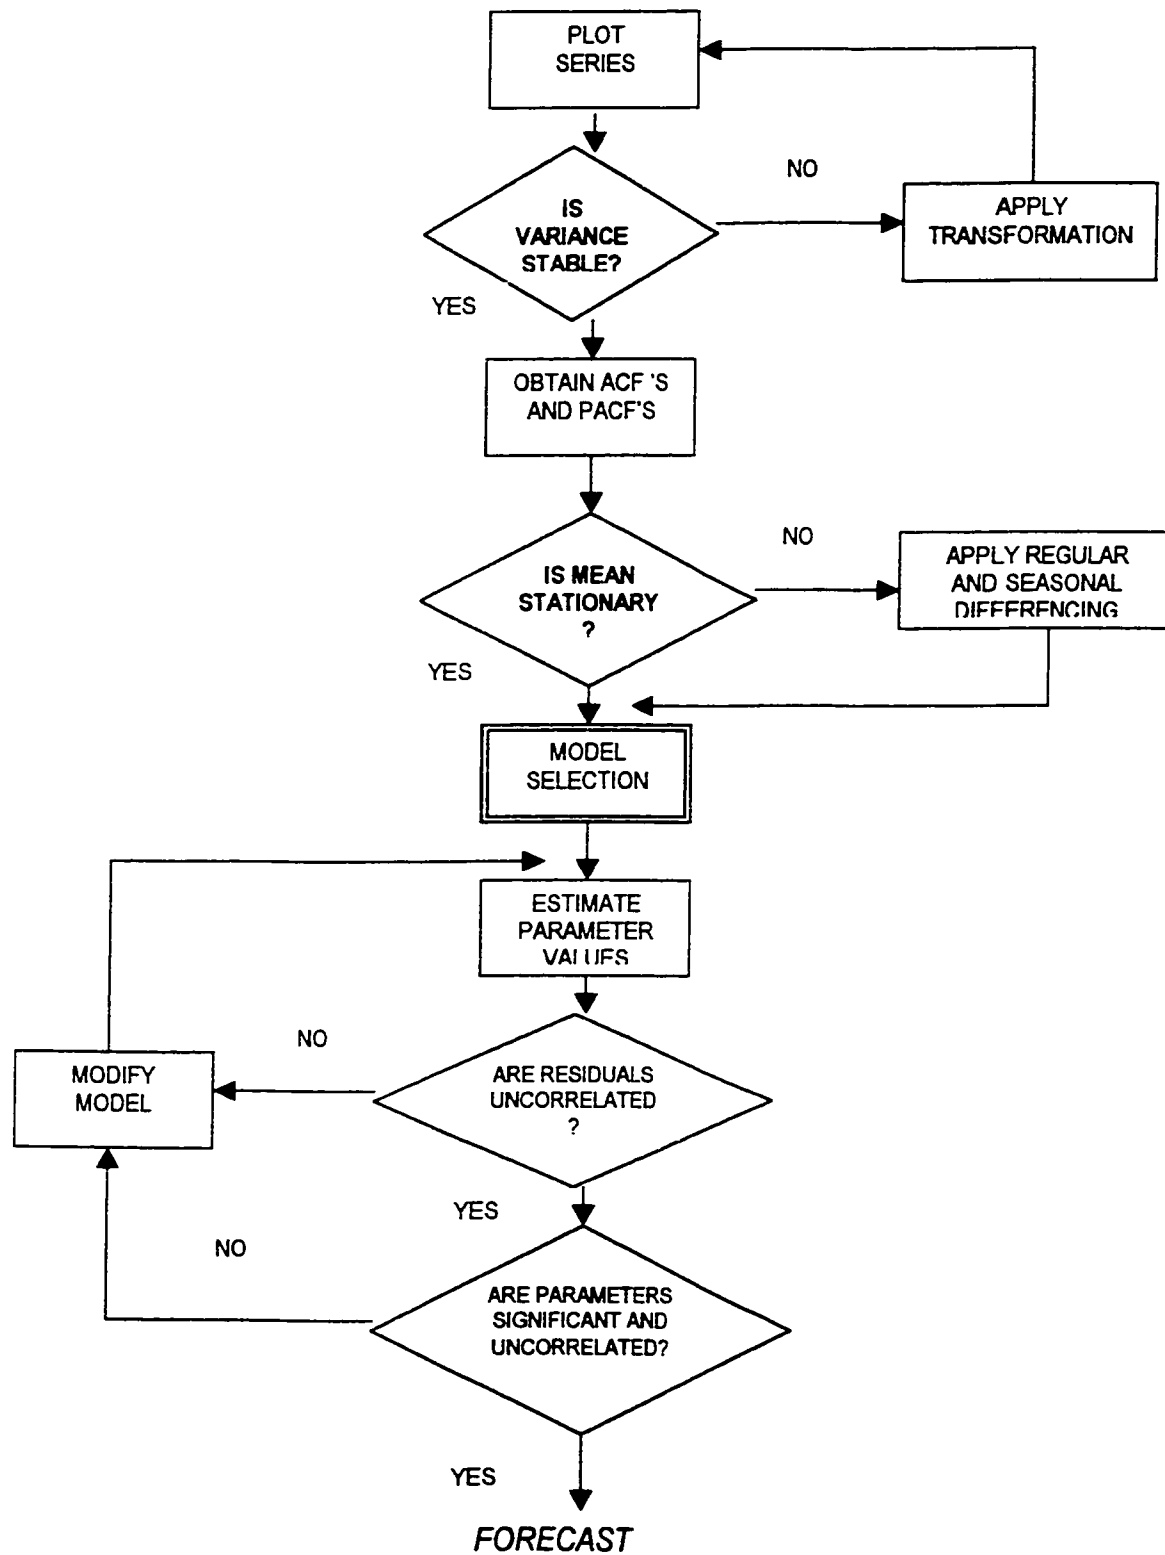 PLOT
SERIES
NO
IS
VARIANCE
STABLE?
APPLY
TRANSFORMATION
YES
OBTAIN ACF 'S
AND PACF'S
NO
IS MEAN
STATIONARY
?
APPLY REGULAR
AND SEASONAL
DIFFERENCING
YES
MODEL
SELECTION
ESTIMATE
PARAMETER
VALUES
NO
MODIFY
MODEL
ARE RESIDUALS
UNCORRELATED
?
YES
NO
ARE PARAMETERS
SIGNIFICANT AND
UNCORRELATED?
YES
FORECAST